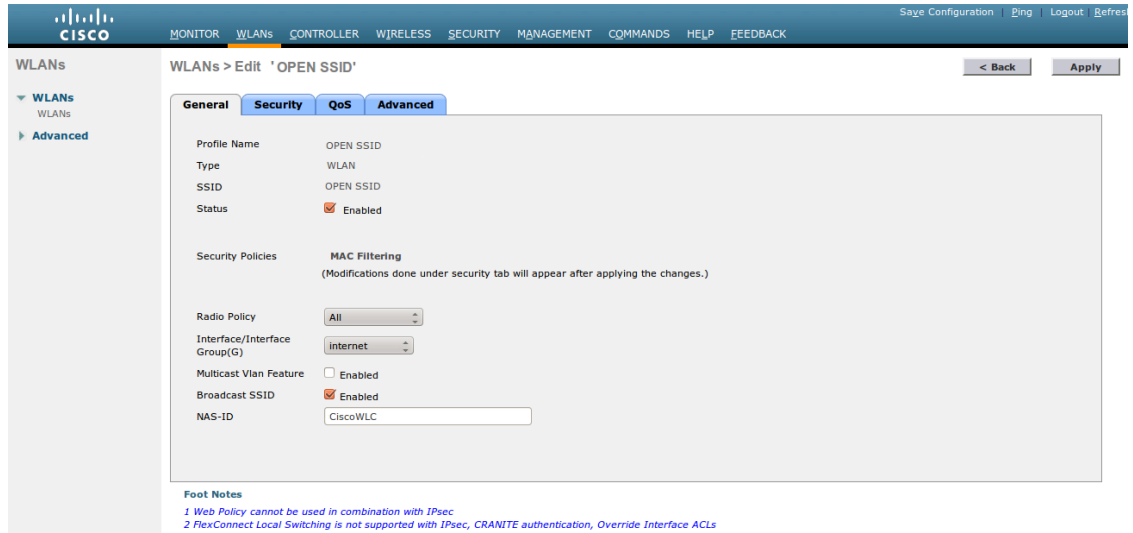 Save Configuration | Ping | Logout | Refresh
CISCO
MONITOR WLANs CONTROLLER WIRELESS SECURITY MANAGEMENT COMMANDS HELP FEEDBACK
WLANs
WLANs > Edit 'OPEN SSID'
< Back
Apply
WLANs
WLANs
Advanced
General Security QoS Advanced
Profile Name OPEN SSID
Type WLAN
SSID OPEN SSID
Status Enabled
Security Policies MAC Filtering
(Modifications done under security tab will appear after applying the changes.)
Radio Policy All
Interface/Interface
Group(G) internet
Multicast Vlan Feature Enabled
Broadcast SSID Enabled
NAS-ID CiscoWLC
Foot Notes
1 Web Policy cannot be used in combination with IPsec
2 FlexConnect Local Switching is not supported with IPsec, CRANITE authentication, Override Interface ACLs